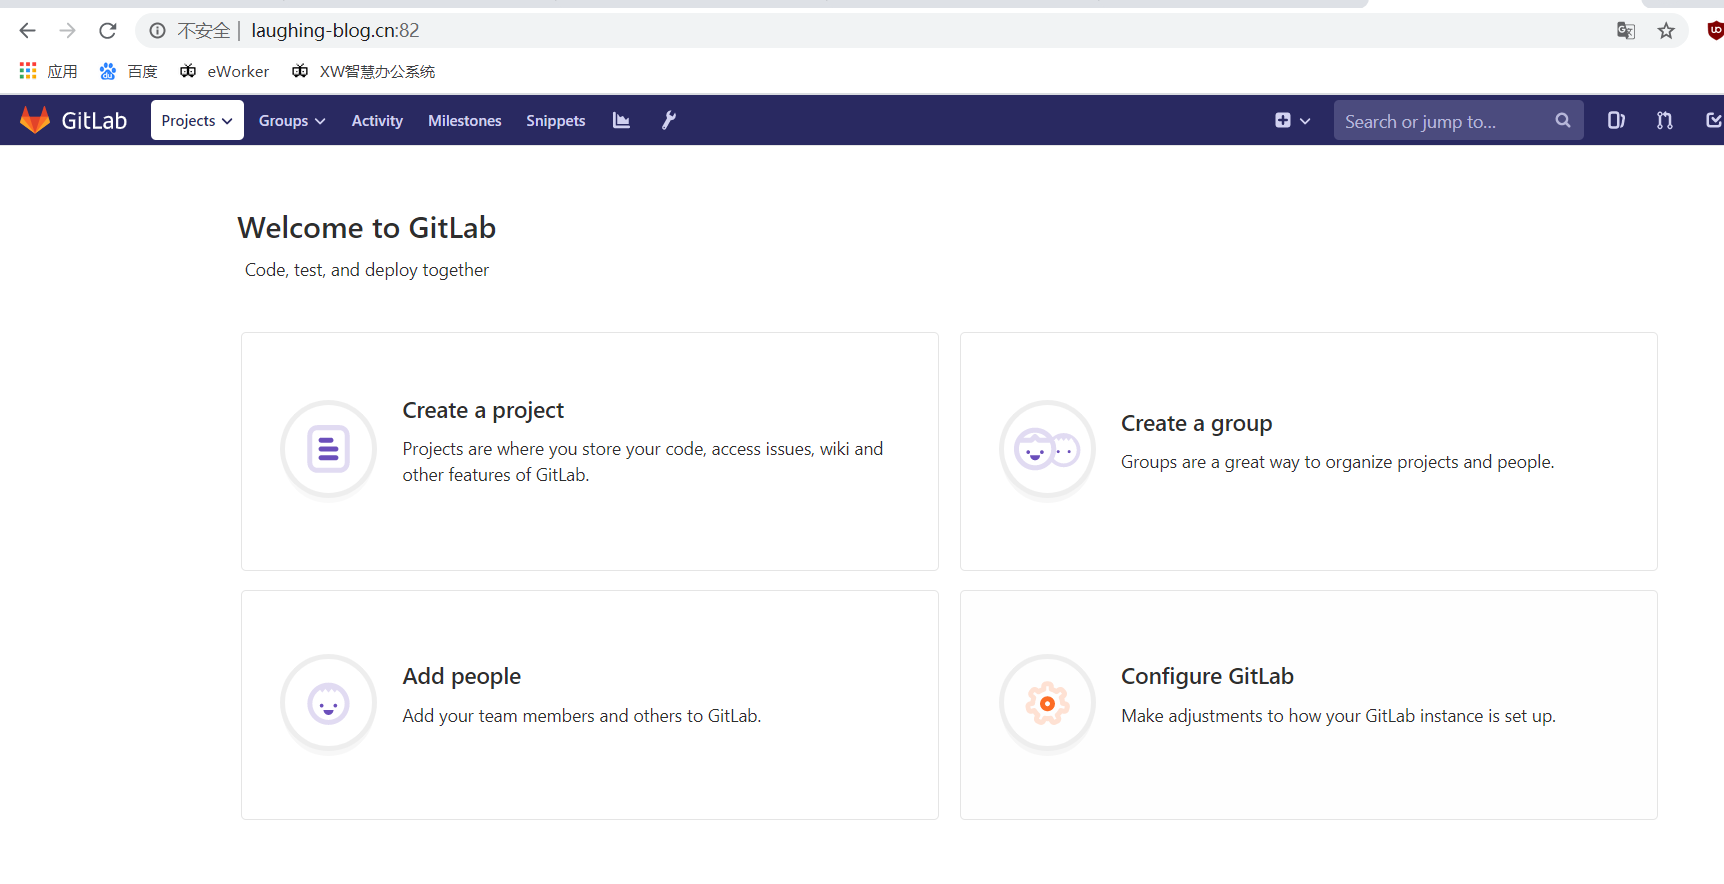 不安全 | laughing-blog.cn:82
应用 百度 eWorker XW智慧办公系统
GitLab Projects Groups Activity Milestones Snippets Search or jump to...
Welcome to GitLab
Code, test, and deploy together
Create a project
Projects are where you store your code, access issues, wiki and
other features of GitLab.
Create a group
Groups are a great way to organize projects and people.
Add people
Add your team members and others to GitLab.
Configure GitLab
Make adjustments to how your GitLab instance is set up.